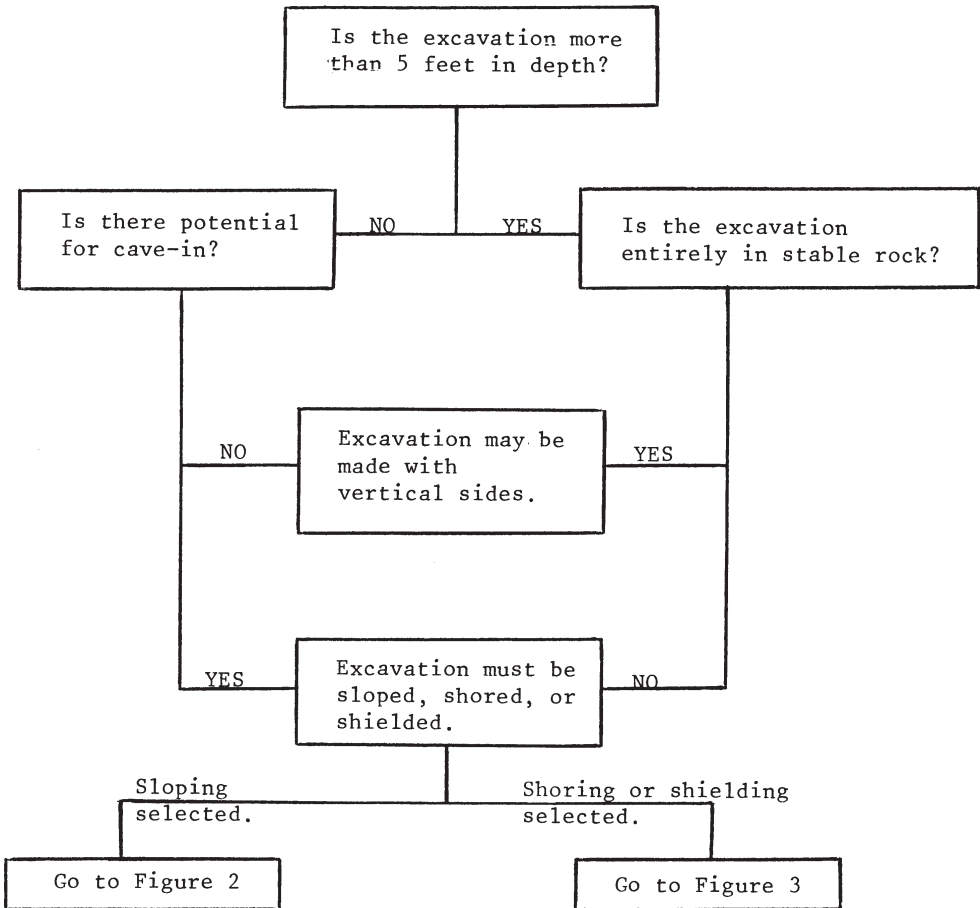 Is the excavation more
than 5 feet in depth?
Is there potential
for cave-in?
NO
YES
Is the excavation
entirely in stable rock?
NO
Excavation may be
made with
vertical sides.
YES
YES
Excavation must be
sloped, shored, or
shielded.
NO
Sloping
selected.
Shoring or shielding
selected.
Go to Figure 2
Go to Figure 3